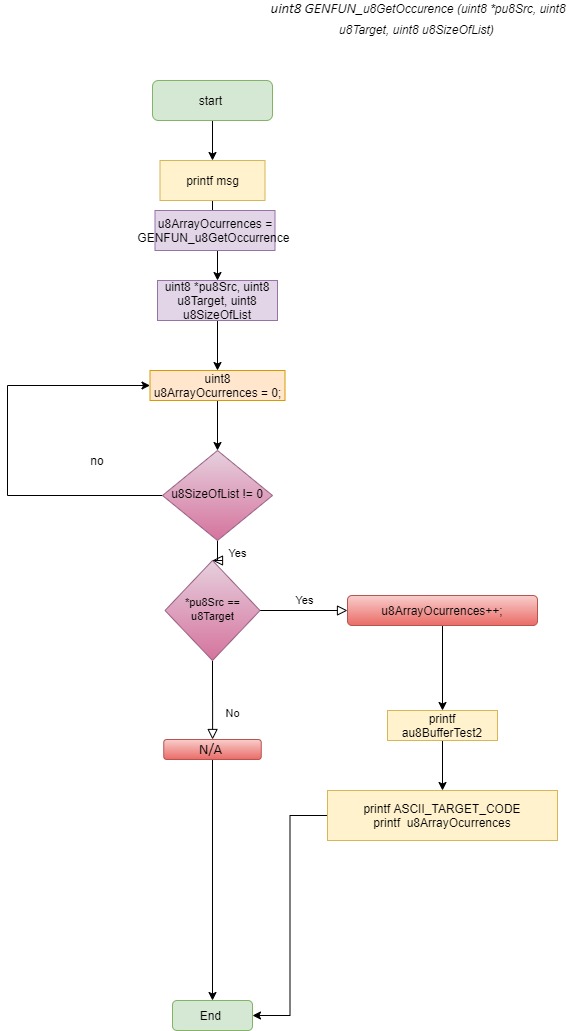 uint8 GENFUN_u8GetOccurence (uint8 *pu8Src, uint8
u8Target, uint8 u8SizeOfList)
start
printf msg
u8ArrayOcurrences =
GENFUN_u8GetOccurrence
uint8 *pu8Src, uint8
u8Target, uint8
u8SizeOfList
uint8
u8ArrayOcurrences = 0;
no
u8SizeOfList != 0
Yes
*pu8Src ==
u8Target
Yes
u8ArrayOcurrences++;
No
N/A
printf
au8BufferTest2
printf ASCII_TARGET_CODE
printf  u8ArrayOcurrences
End